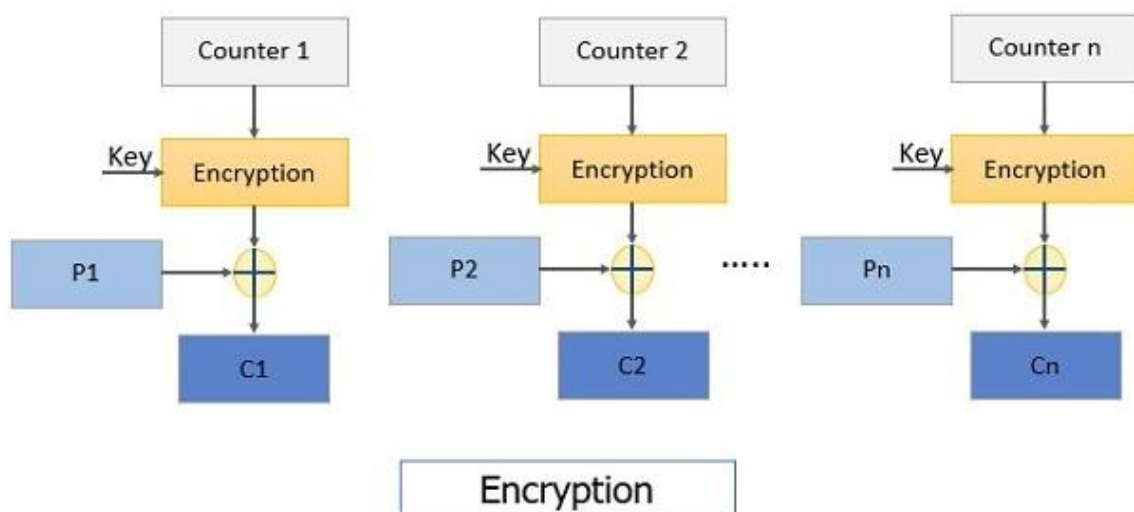 Counter 1
Counter 2
Counter n
Key
Encryption
Key
Encryption
Key
Encryption
P1
P2
.....
Pn
C1
C2
Cn
Encryption